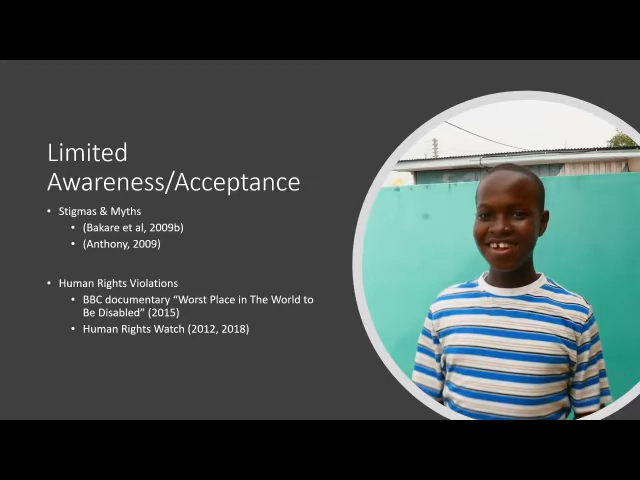 Limited
Awareness/Acceptance
• Stigmas & Myths
• (Bakare et al, 2009b)
• (Anthony, 2009)
• Human Rights Violations
• BBC documentary “Worst Place in The World to
Be Disabled” (2015)
• Human Rights Watch (2012, 2018)